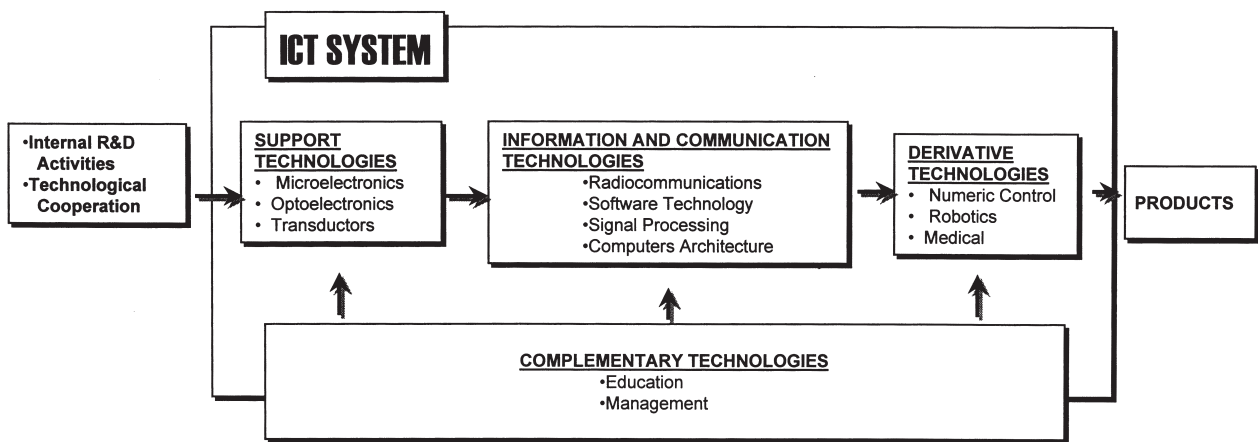 ICT SYSTEM
•Internal R&D
Activities
•Technological
Cooperation
SUPPORT
TECHNOLOGIES
• Microelectronics
• Optoelectronics
• Transductors
INFORMATION AND COMMUNICATION
TECHNOLOGIES
•Radiocommunications
•Software Technology
•Signal Processing
•Computers Architecture
DERIVATIVE
TECHNOLOGIES
• Numeric Control
• Robotics
• Medical
PRODUCTS
COMPLEMENTARY TECHNOLOGIES
•Education
•Management